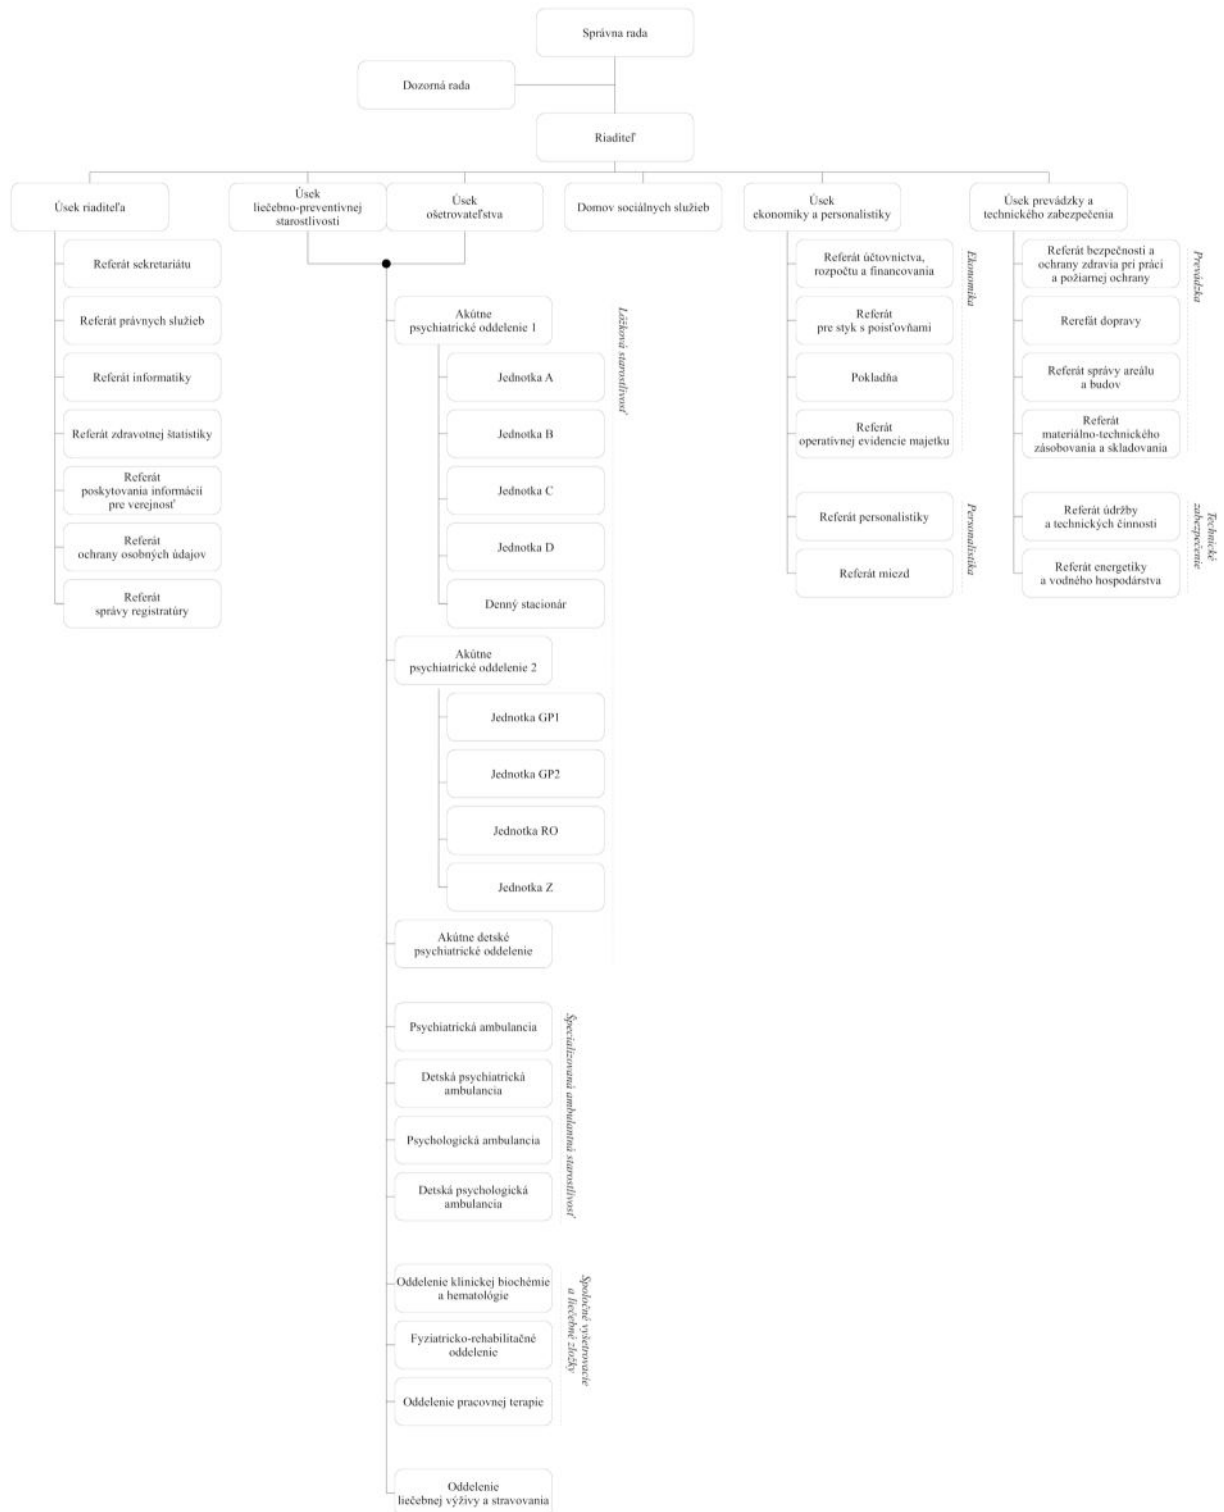 Správna rada
Dozorná rada
Riaditeľ
Úsek riaditeľa
Úsek
liečebno-preventívnej
starostlivosti
Úsek
ošetrovateľstva
Domov sociálnych služieb
Úsek
ekonomiky a personalistiky
Úsek prevádzky a
technického zabezpečenia
Referát sekretariátu
Referát právnych služieb
Referát informatiky
Referát zdravotnej štatistiky
Referát
poskytovania informácií
pre verejnosť
Referát
ochrany osobných údajov
Referát
správy registratúry
Akútne
psychiatrické oddelenie 1
Jednotka A
Jednotka B
Jednotka C
Jednotka D
Denný stacionár
Akútne
psychiatrické oddelenie 2
Jednotka GP1
Jednotka GP2
Jednotka RO
Jednotka Z
Akútne detské
psychiatrické oddelenie
Lôžková starostlivosť
Psychiatrická ambulancia
Detská psychiatrická
ambulancia
Psychologická ambulancia
Detská psychologická
ambulancia
Špecializovaná ambulantná starostlivosť
Oddelenie klinickej biochémie
a hematológie
Fyziatricko-rehabilitačné
oddelenie
Oddelenie pracovnej terapie
Spoločné vyšetrovacie
a liečebné zložky
Oddelenie
liečebnej výživy a stravovania
Referát účtovníctva,
rozpočtu a financovania
Referát
pre styk s poisťovňami
Pokladňa
Referát
operatívnej evidencie majetku
Ekonomika
Referát personalistiky
Referát miezd
Personalistika
Referát bezpečnosti a
ochrany zdravia pri práci
a požiarnej ochrany
Rerefát dopravy
Referát správy areálu
a budov
Referát
materiálno-technického
zásobovania a skladovania
Prevádzka
Referát údržby
a technických činností
Referát energetiky
a vodného hospodárstva
Technické
zabezpečenie